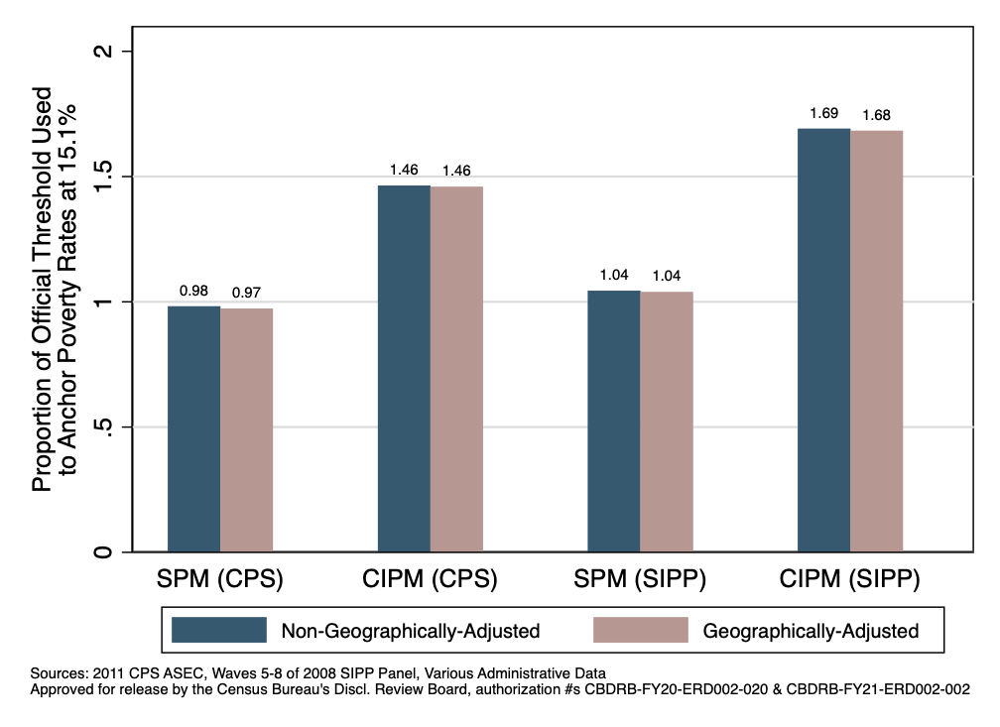 Proportion of Official Threshold Used
to Anchor Poverty Rates at 15.1%
2
1.5
1
.5
0
0.98 0.97
1.46 1.46
1.04 1.04
1.69 1.68
SPM (CPS) CIPM (CPS) SPM (SIPP) CIPM (SIPP)
Non-Geographically-Adjusted Geographically-Adjusted
Sources: 2011 CPS ASEC, Waves 5-8 of 2008 SIPP Panel, Various Administrative Data
Approved for release by the Census Bureau's Discl. Review Board, authorization #s CBDRB-FY20-ERD002-020 & CBDRB-FY21-ERD002-002